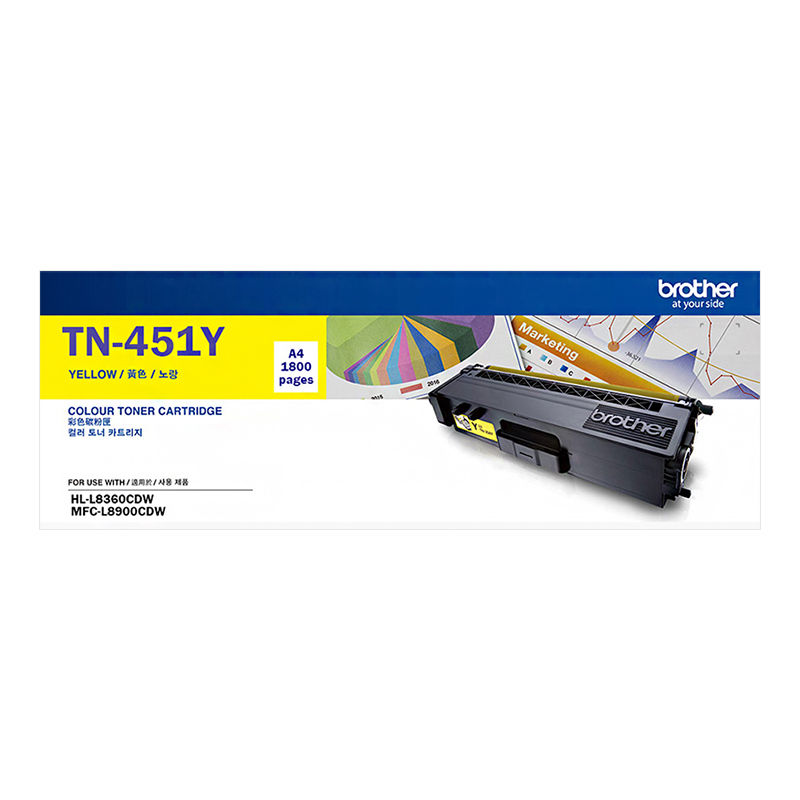 brother
at your side
TN-451Y
YELLOW / 黃色 / 노랑
A4
1800
pages
Marketing
A
B
C
2015
2016
COLOUR TONER CARTRIDGE
彩色碳粉匣
컬러 토너 카트리지
brother
Y
FOR USE WITH / 適用於 / 사용 제품
HL-L8360CDW
MFC-L8900CDW